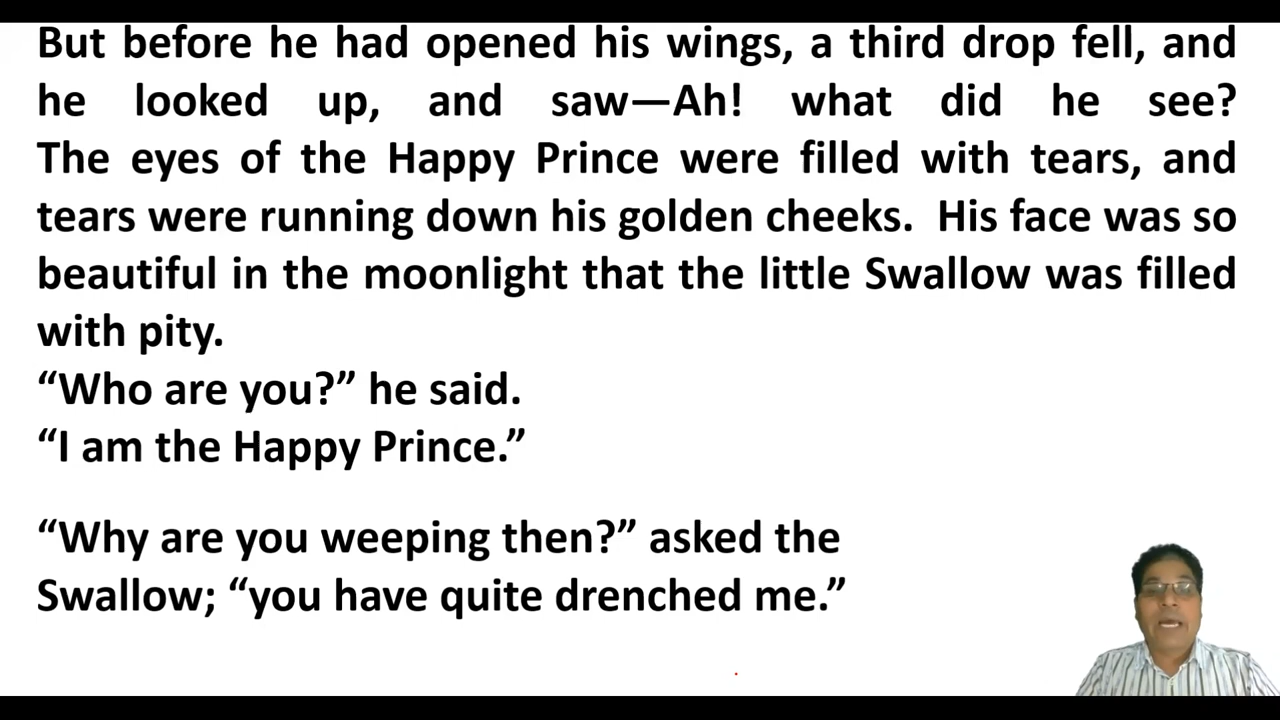 But before he had opened his wings, a third drop fell, and
he looked up, and saw—Ah! what did he see?
The eyes of the Happy Prince were filled with tears, and
tears were running down his golden cheeks.  His face was so
beautiful in the moonlight that the little Swallow was filled
with pity.
“Who are you?” he said.
“I am the Happy Prince.”
“Why are you weeping then?” asked the
Swallow; “you have quite drenched me.”